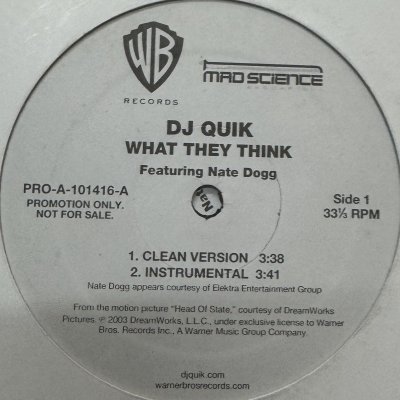 WB
RECORDS
MAD SCIENCE
DJ QUIK
WHAT THEY THINK
Featuring Nate Dogg
PRO-A-101416-A
PROMOTION ONLY.
NOT FOR SALE.
Side 1
33⅓ RPM
1. CLEAN VERSION 3:38
2. INSTRUMENTAL 3:41
Nate Dogg appears courtesy of Elektra Entertainment Group
From the motion picture "Head Of State," courtesy of DreamWorks
Pictures. ℗ 2003 DreamWorks, L.L.C., under exclusive license to Warner
Bros. Records Inc., A Warner Music Group Company.
djquik.com
warnerbrosrecords.com